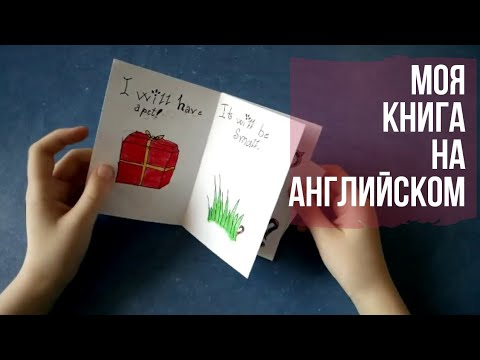 I will have
a pet!
It will be
small.
?
МОЯ
КНИГА
НА
АНГЛИЙСКОМ